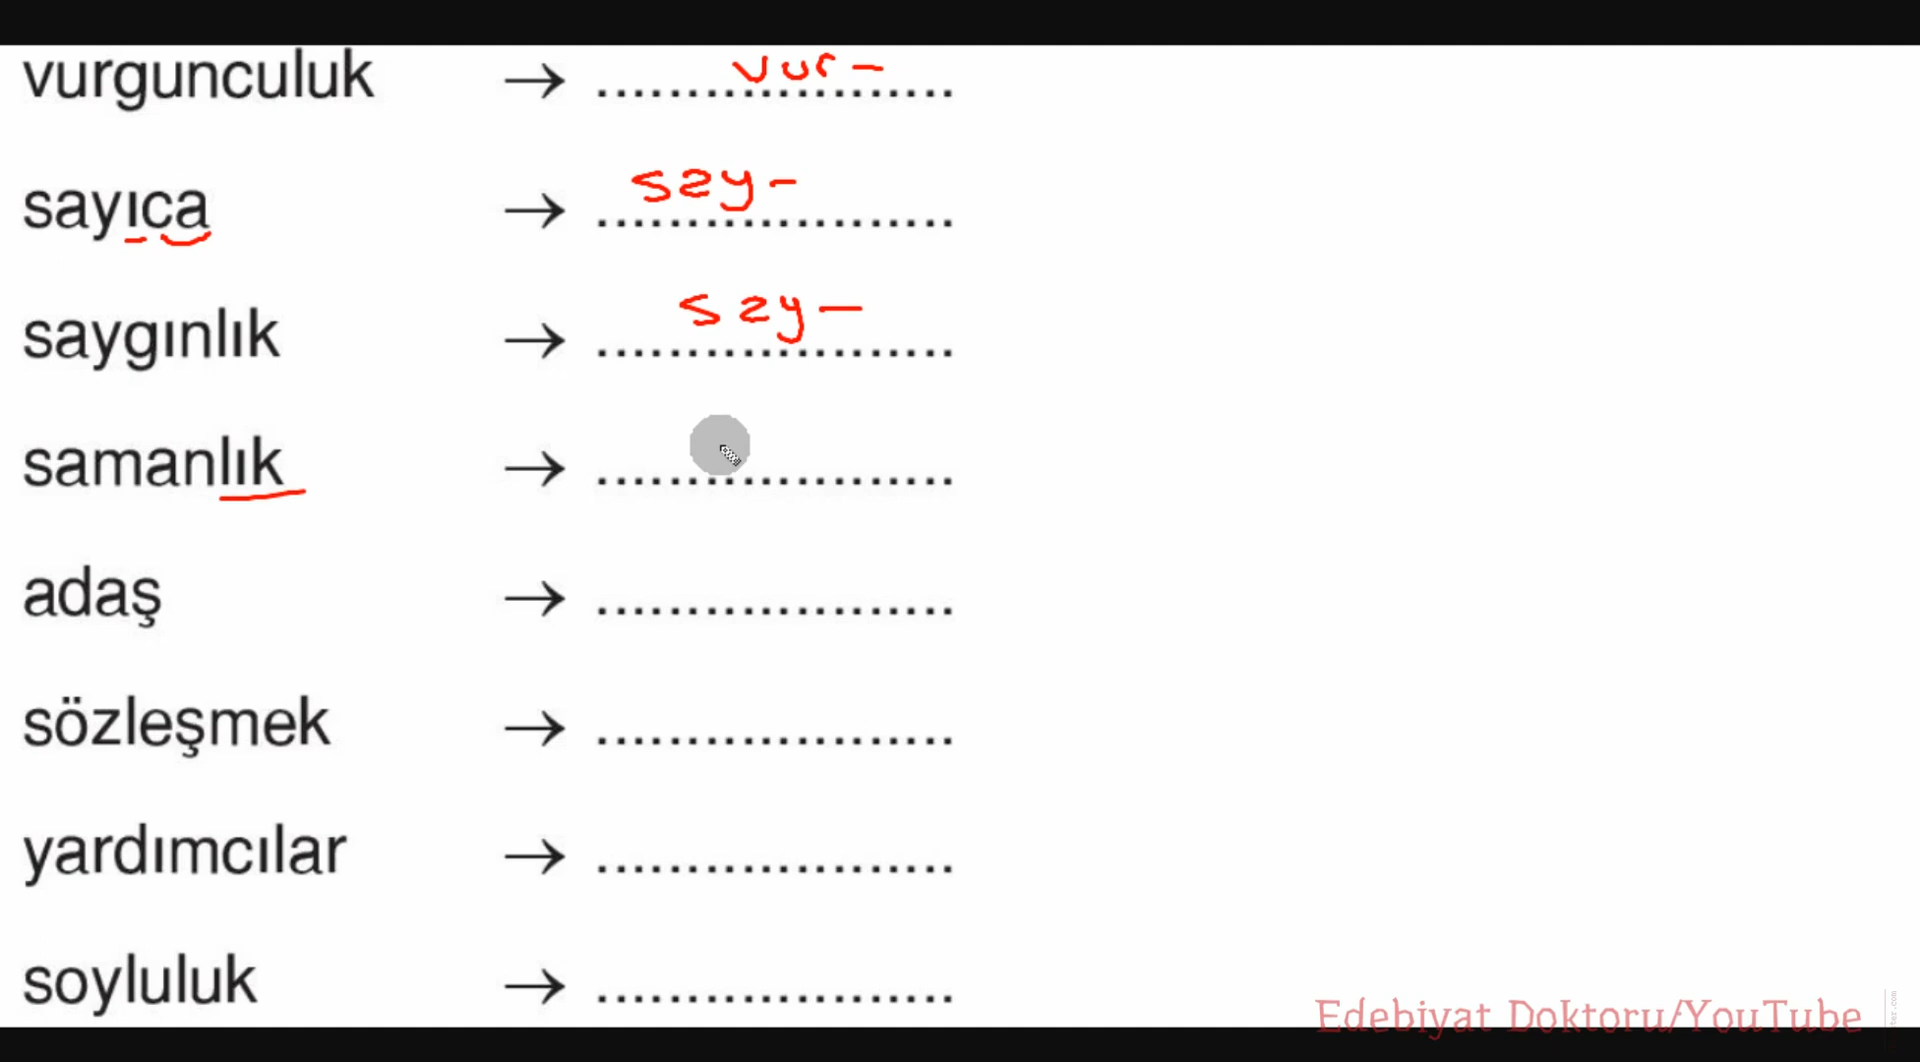 vurgunculuk → .................... vur-
sayıca → .................... say-
saygınlık → .................... say-
samanlık → ....................
adaş → ....................
sözleşmek → ....................
yardımcılar → ....................
soyluluk → ....................
Edebiyat Doktoru/YouTube